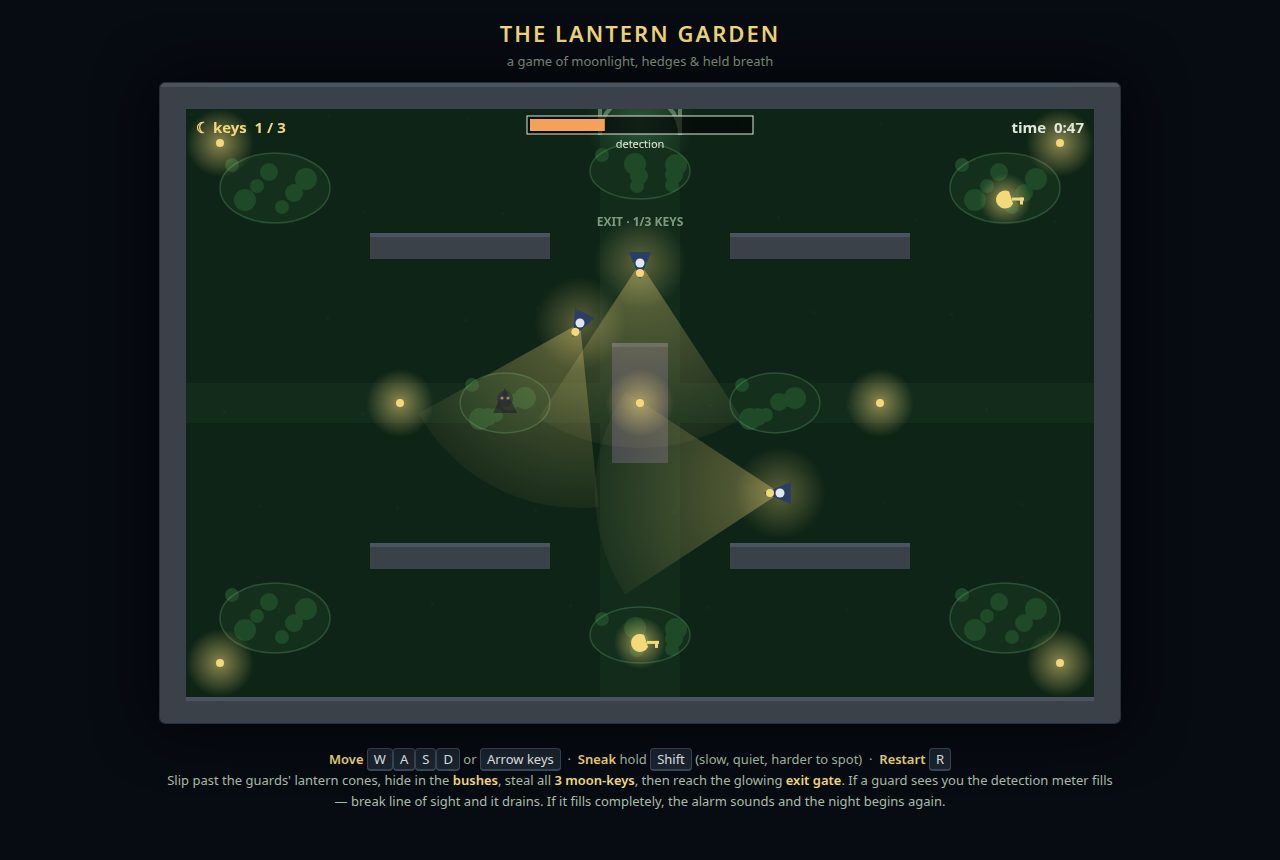 THE LANTERN GARDEN
a game of moonlight, hedges & held breath
☾ keys 1 / 3
time 0:47
detection
EXIT · 1/3 KEYS
Move W A S D or Arrow keys · Sneak hold Shift (slow, quiet, harder to spot) · Restart R
Slip past the guards' lantern cones, hide in the bushes, steal all 3 moon-keys, then reach the glowing exit gate. If a guard sees you the detection meter fills
— break line of sight and it drains. If it fills completely, the alarm sounds and the night begins again.